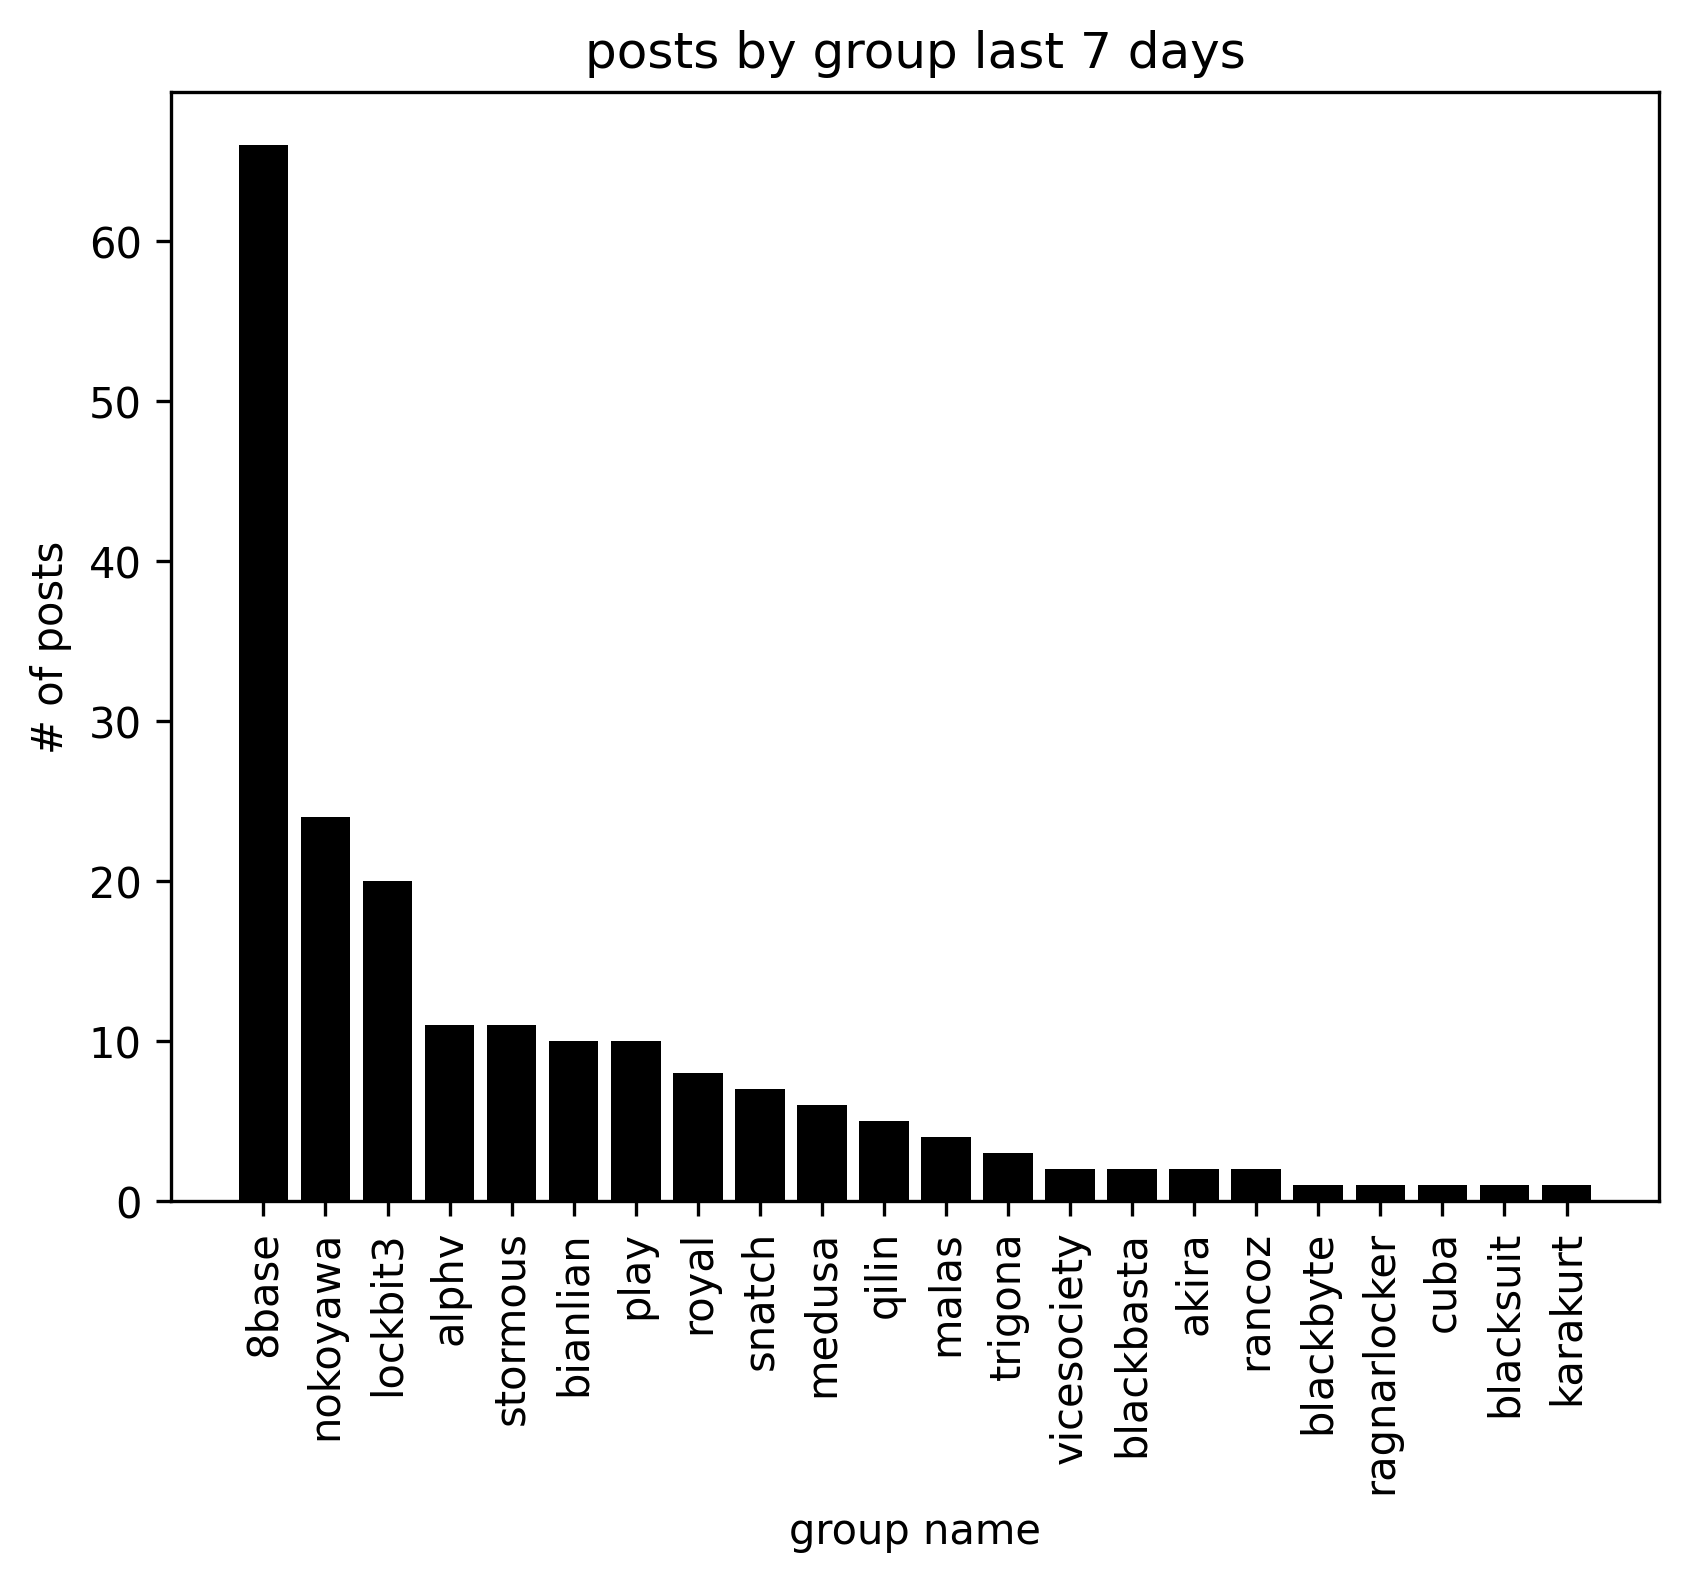 posts by group last 7 days
# of posts
60
50
40
30
20
10
0
8base
nokoyawa
lockbit3
alphv
stormous
bianlian
play
royal
snatch
medusa
qilin
malas
trigona
vicesociety
blackbasta
akira
rancoz
blackbyte
ragnarlocker
cuba
blacksuit
karakurt
group name